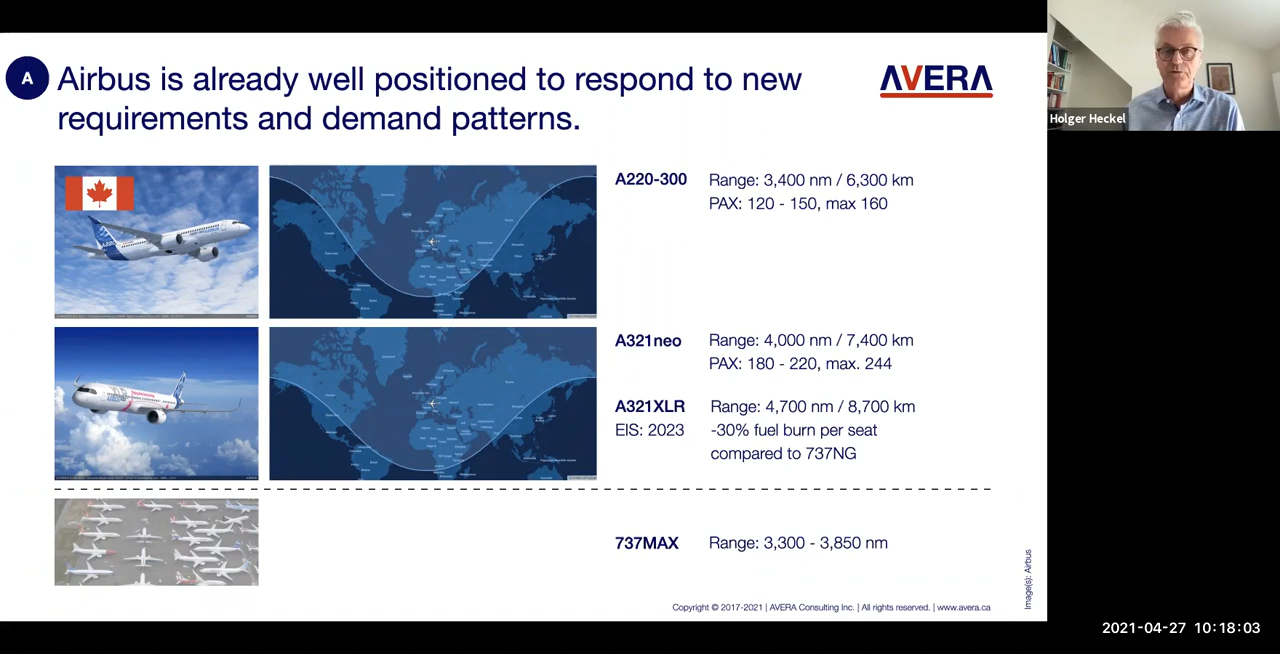 A
Airbus is already well positioned to respond to new
requirements and demand patterns.
AVERA
Holger Heckel
A220
A220-300
Range: 3,400 nm / 6,300 km
PAX: 120 - 150, max 160
A321neo
Range: 4,000 nm / 7,400 km
PAX: 180 - 220, max. 244
A321XLR
Range: 4,700 nm / 8,700 km
EIS: 2023
-30% fuel burn per seat
compared to 737NG
737MAX
Range: 3,300 - 3,850 nm
Image(s): Airbus
Copyright © 2017-2021 | AVERA Consulting Inc. | All rights reserved. | www.avera.ca
2021-04-27 10:18:03